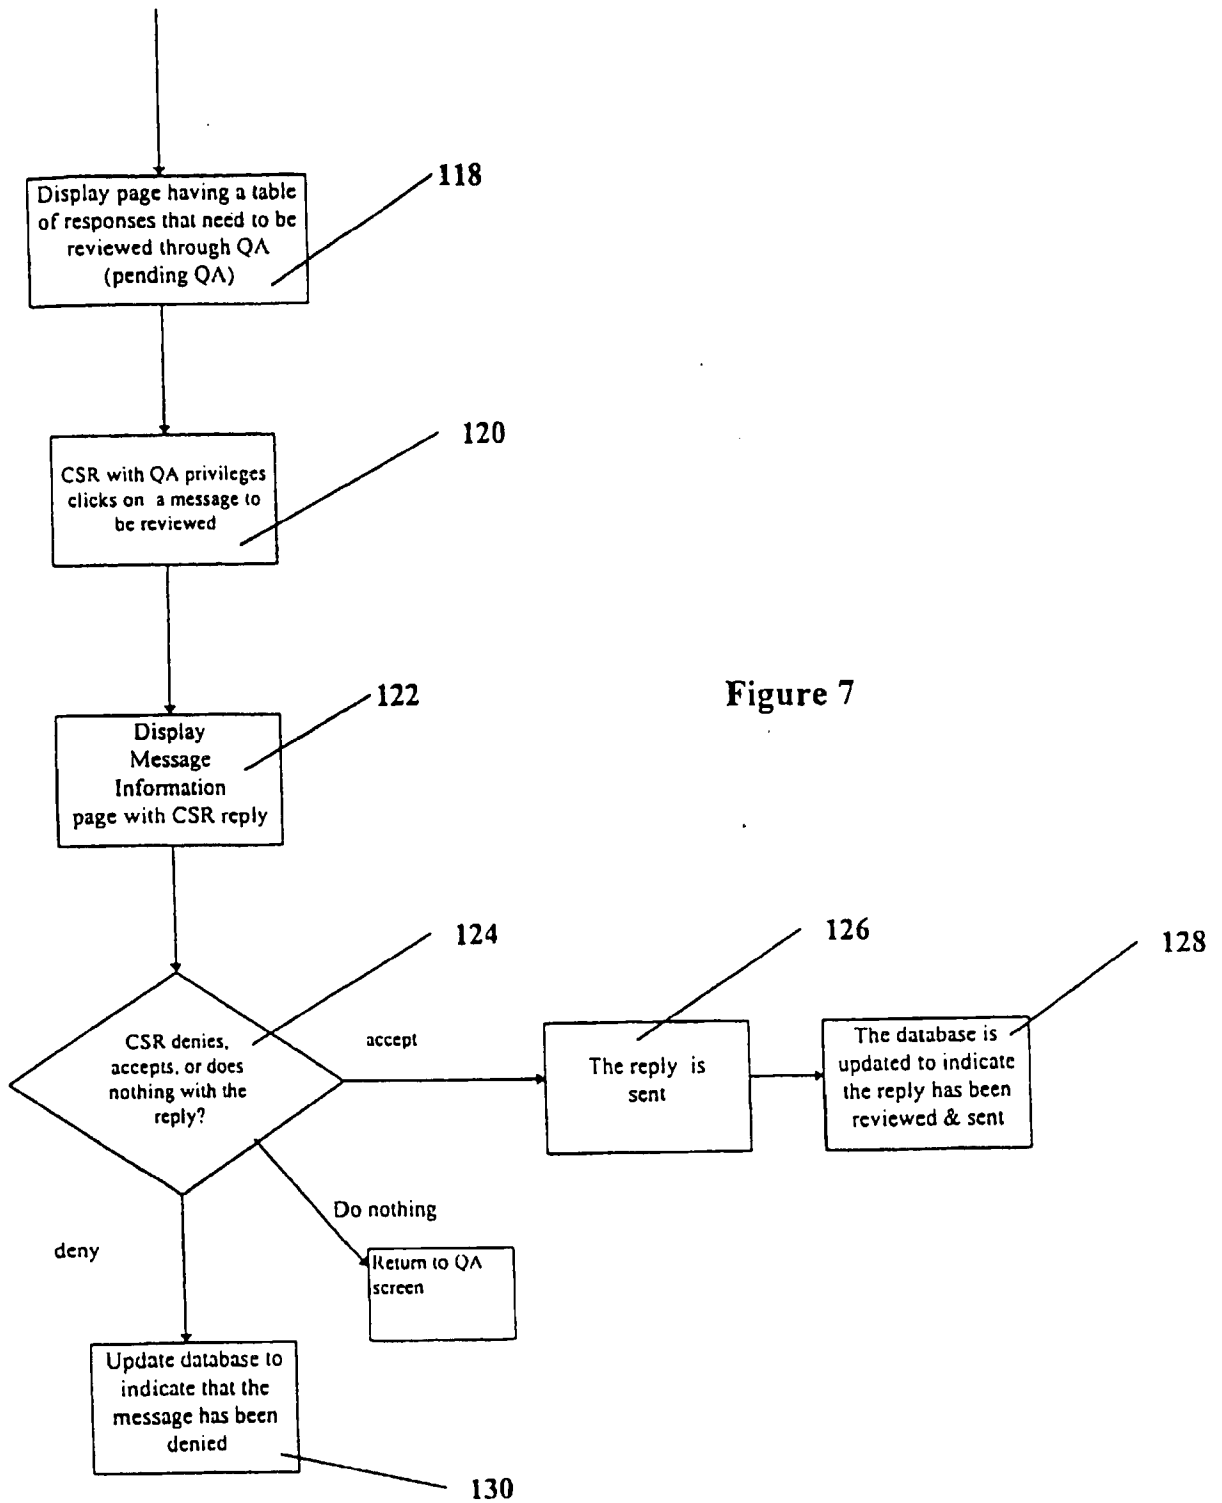 118
Display page having a table
of responses that need to be
reviewed through QA
(pending QA)
120
CSR with QA privileges
clicks on a message to
be reviewed
122
Display
Message
Information
page with CSR reply
Figure 7
124
CSR denies,
accepts, or does
nothing with the
reply?
accept
126
The reply is
sent
128
The database is
updated to indicate
the reply has been
reviewed & sent
Do nothing
Return to QA
screen
deny
Update database to
indicate that the
message has been
denied
130